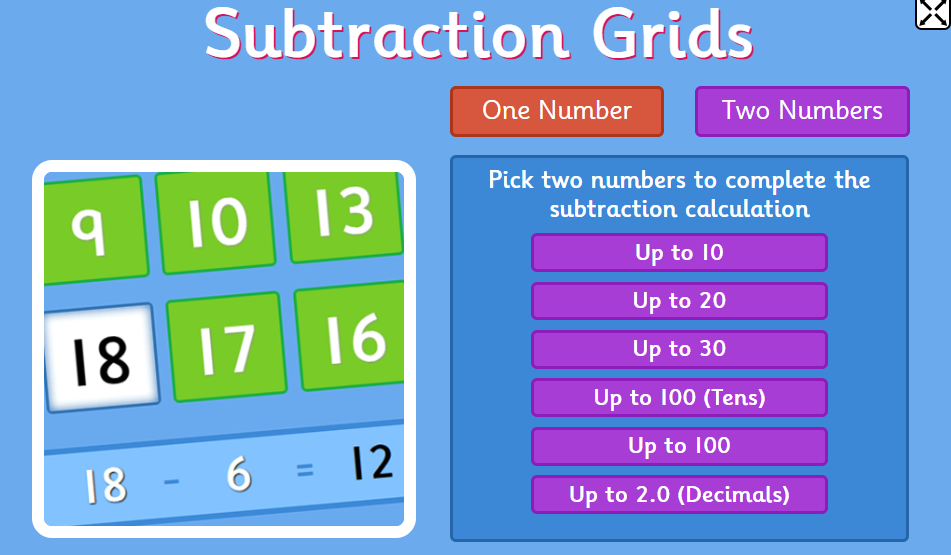 Subtraction Grids
One Number
Two Numbers
9 10 13
18 17 16
18 - 6 = 12
Pick two numbers to complete the
subtraction calculation
Up to 10
Up to 20
Up to 30
Up to 100 (Tens)
Up to 100
Up to 2.0 (Decimals)